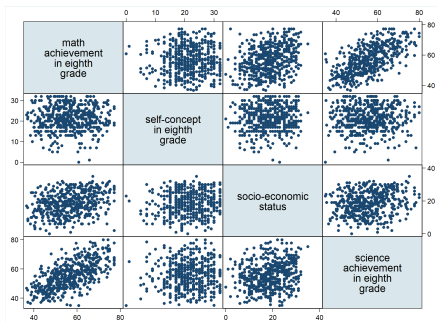 0 10 20 30
40 60 80
math
achievement
in eighth
grade
80
60
40
30
20
10
0
self-concept
in eighth
grade
socio-economic
status
40
20
0
80
60
40
science
achievement
in eighth
grade
40 60 80
0 20 40